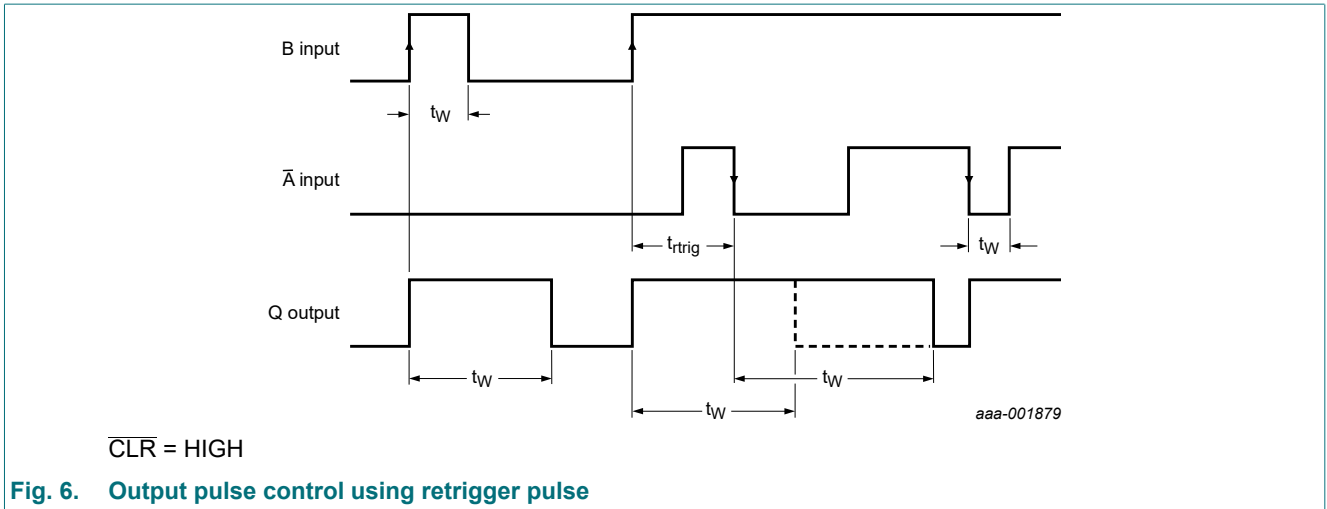 B input
tW
A̅ input
trtrig
tW
Q output
tW
tW
tW
aaa-001879
C̅L̅R̅ = HIGH
Fig. 6. Output pulse control using retrigger pulse